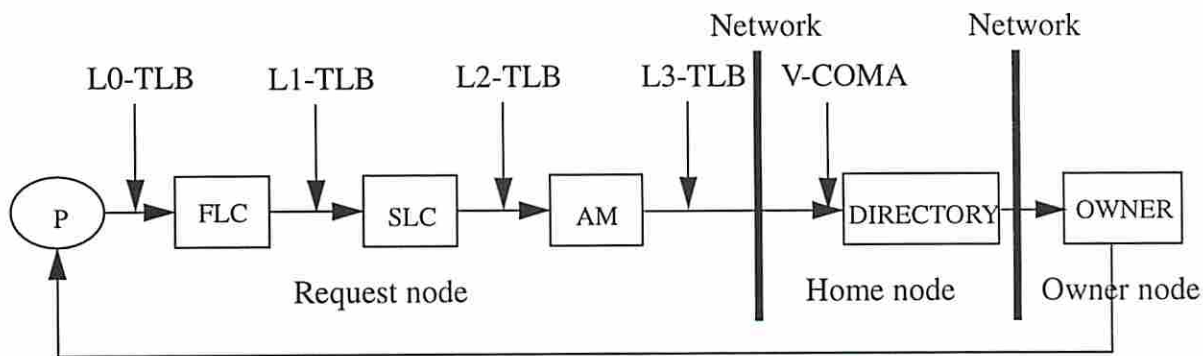 Network
Network
L0-TLB
L1-TLB
L2-TLB
L3-TLB
V-COMA
P
FLC
SLC
AM
DIRECTORY
OWNER
Request node
Home node
Owner node